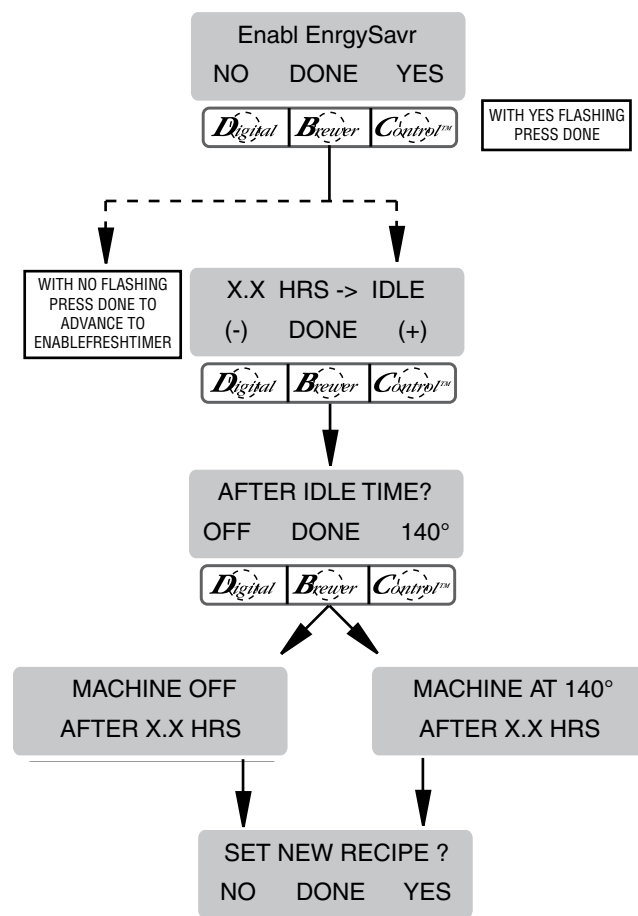 Enabl EnrgySavr
NO DONE YES
Digital Brewer Control™
WITH YES FLASHING
PRESS DONE
WITH NO FLASHING
PRESS DONE TO
ADVANCE TO
ENABLEFRESHTIMER
X.X HRS -> IDLE
(-) DONE (+)
Digital Brewer Control™
AFTER IDLE TIME?
OFF DONE 140°
Digital Brewer Control™
MACHINE OFF
AFTER X.X HRS
MACHINE AT 140°
AFTER X.X HRS
SET NEW RECIPE ?
NO DONE YES